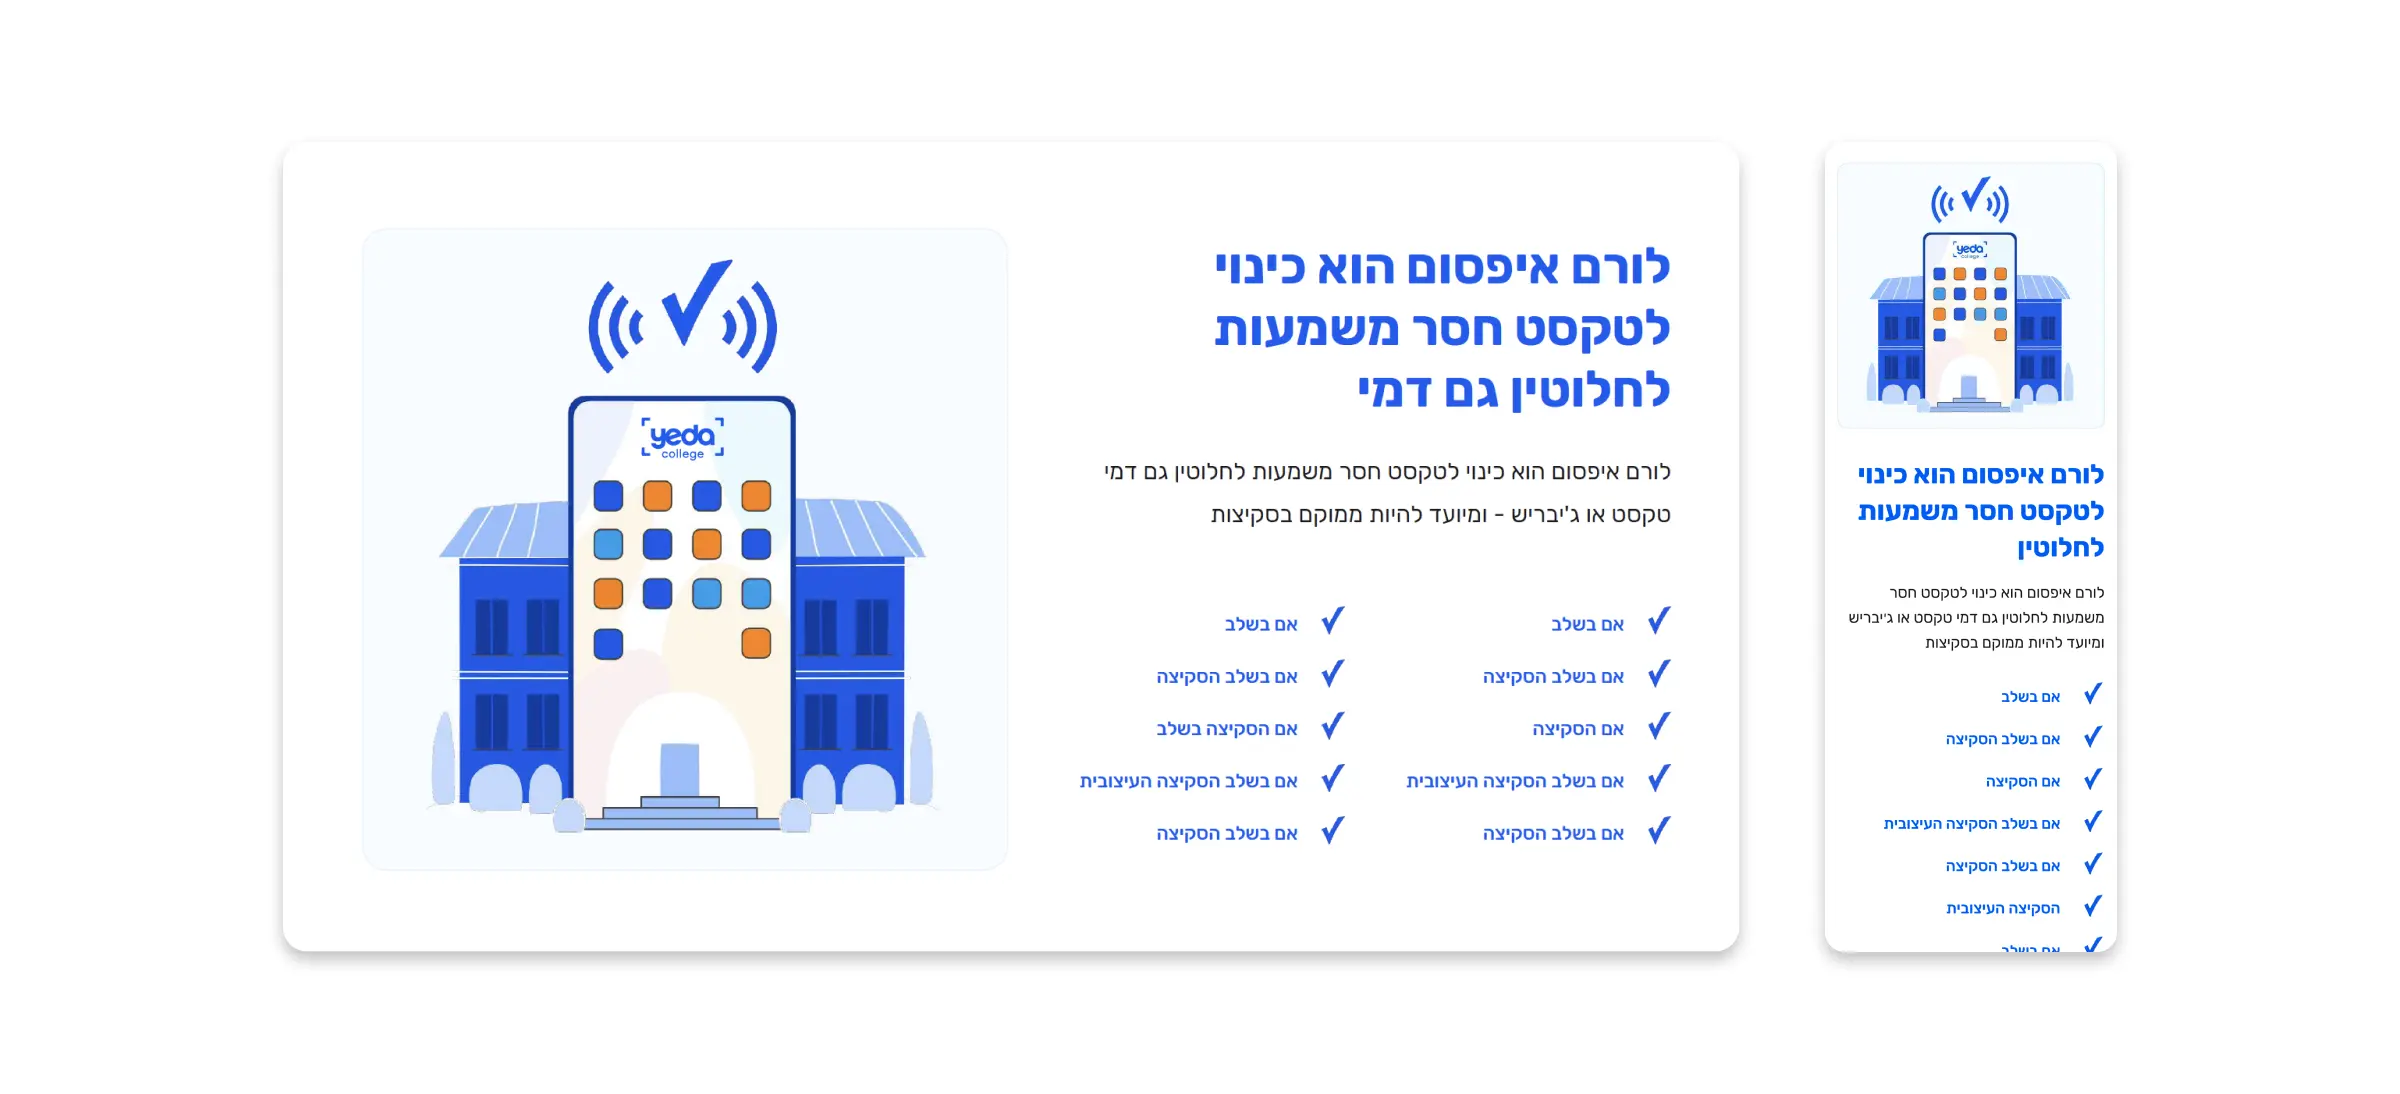 yeda
college
לורם איפסום הוא כינוי
לטקסט חסר משמעות
לחלוטין גם דמי
לורם איפסום הוא כינוי לטקסט חסר משמעות לחלוטין גם דמי
טקסט או ג'יבריש - ומיועד להיות ממוקם בסקיצות
אם בשלב
אם בשלב הסקיצה
אם הסקיצה
אם בשלב הסקיצה העיצובית
אם בשלב הסקיצה
אם בשלב
אם בשלב הסקיצה
אם הסקיצה בשלב
אם בשלב הסקיצה העיצובית
אם בשלב הסקיצה
yeda
college
לורם איפסום הוא כינוי
לטקסט חסר משמעות
לחלוטין
לורם איפסום הוא כינוי לטקסט חסר
משמעות לחלוטין גם דמי טקסט או ג'יבריש
ומיועד להיות ממוקם בסקיצות
אם בשלב
אם בשלב הסקיצה
אם הסקיצה
אם בשלב הסקיצה העיצובית
אם בשלב הסקיצה
הסקיצה העיצובית
אם בשלב